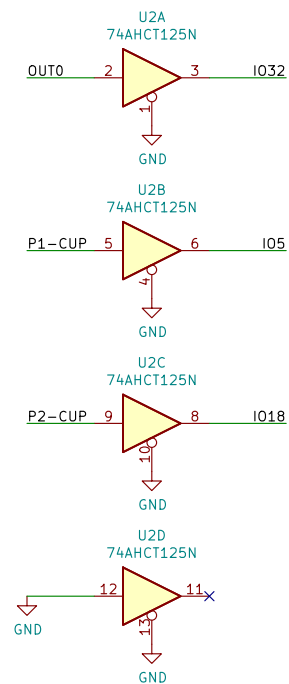 U2A
74AHCT125N
OUT0 2 3 IO32
1
GND
U2B
74AHCT125N
P1-CUP 5 6 IO5
4
GND
U2C
74AHCT125N
P2-CUP 9 8 IO18
10
GND
U2D
74AHCT125N
12 11
GND
13
GND